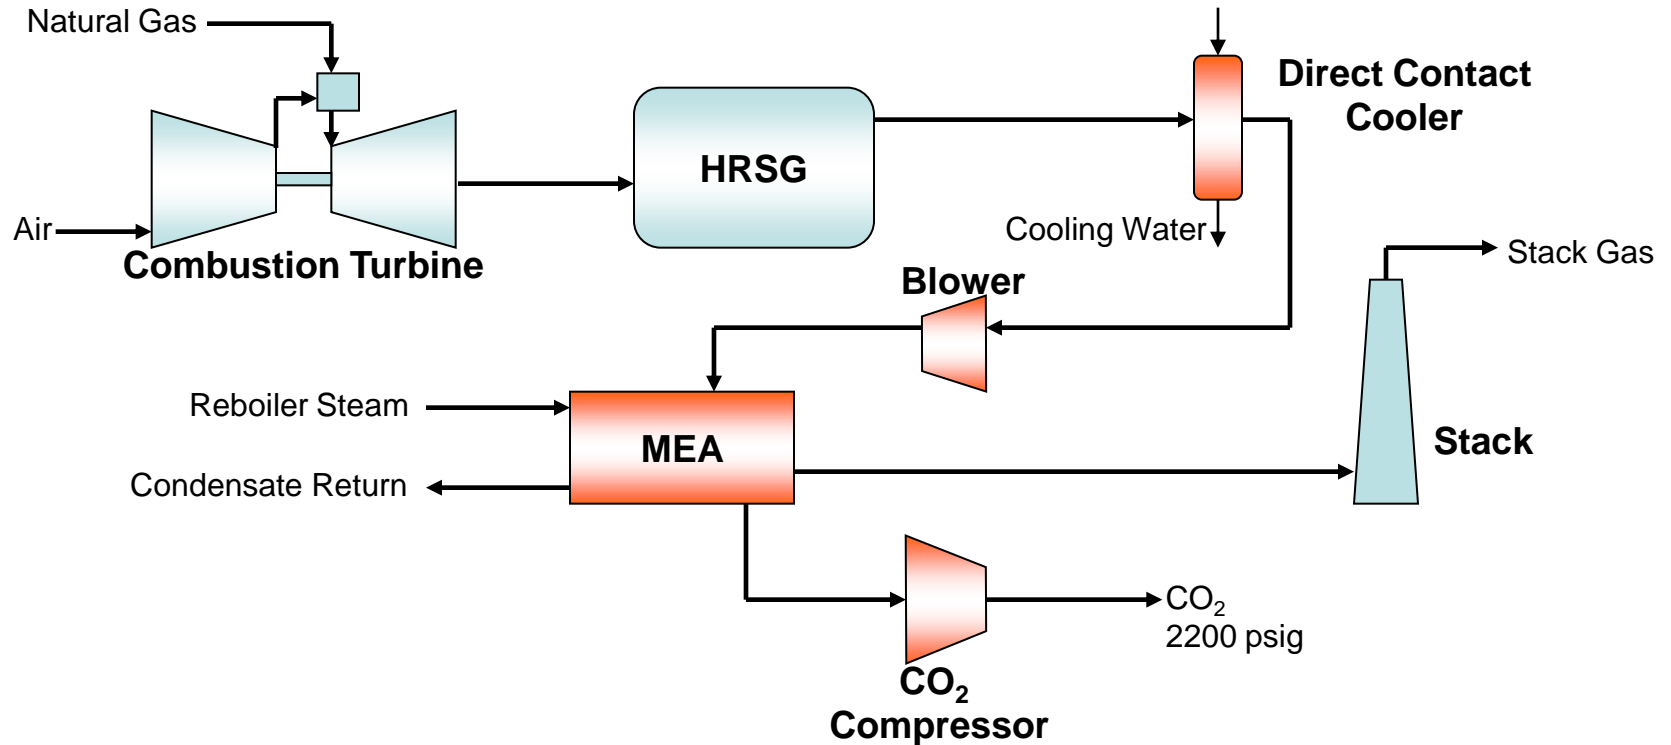 Natural Gas
Direct Contact
Cooler
HRSG
Air
Cooling Water
Combustion Turbine
Stack Gas
Blower
Reboiler Steam
MEA
Stack
Condensate Return
CO₂
2200 psig
CO₂
Compressor